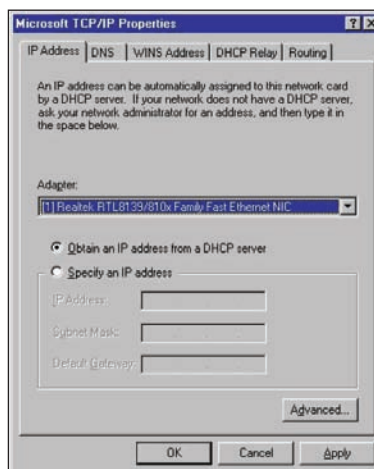 Microsoft TCP/IP Properties
IP Address DNS WINS Address DHCP Relay Routing
An IP address can be automatically assigned to this network card
by a DHCP server. If your network does not have a DHCP server,
ask your network administrator for an address, and then type it in
the space below.
Adapter:
[1] Realtek RTL8139/810x Family Fast Ethernet NIC
Obtain an IP address from a DHCP server
Specify an IP address
IP Address:
Subnet Mask:
Default Gateway:
Advanced...
OK Cancel Apply